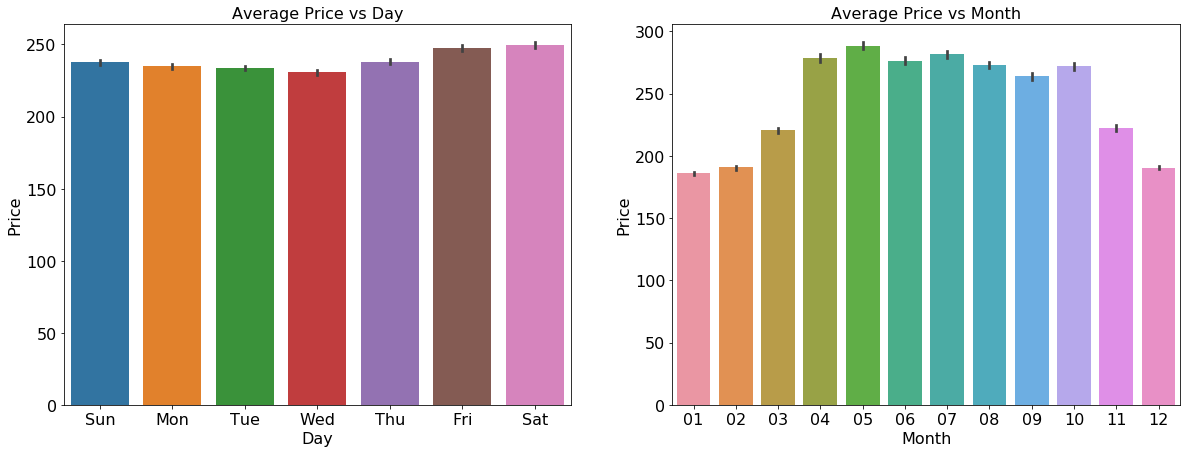 Average Price vs Day
Price
250
200
150
100
50
0
Sun Mon Tue Wed Thu Fri Sat
Day
Average Price vs Month
Price
300
250
200
150
100
50
0
01 02 03 04 05 06 07 08 09 10 11 12
Month